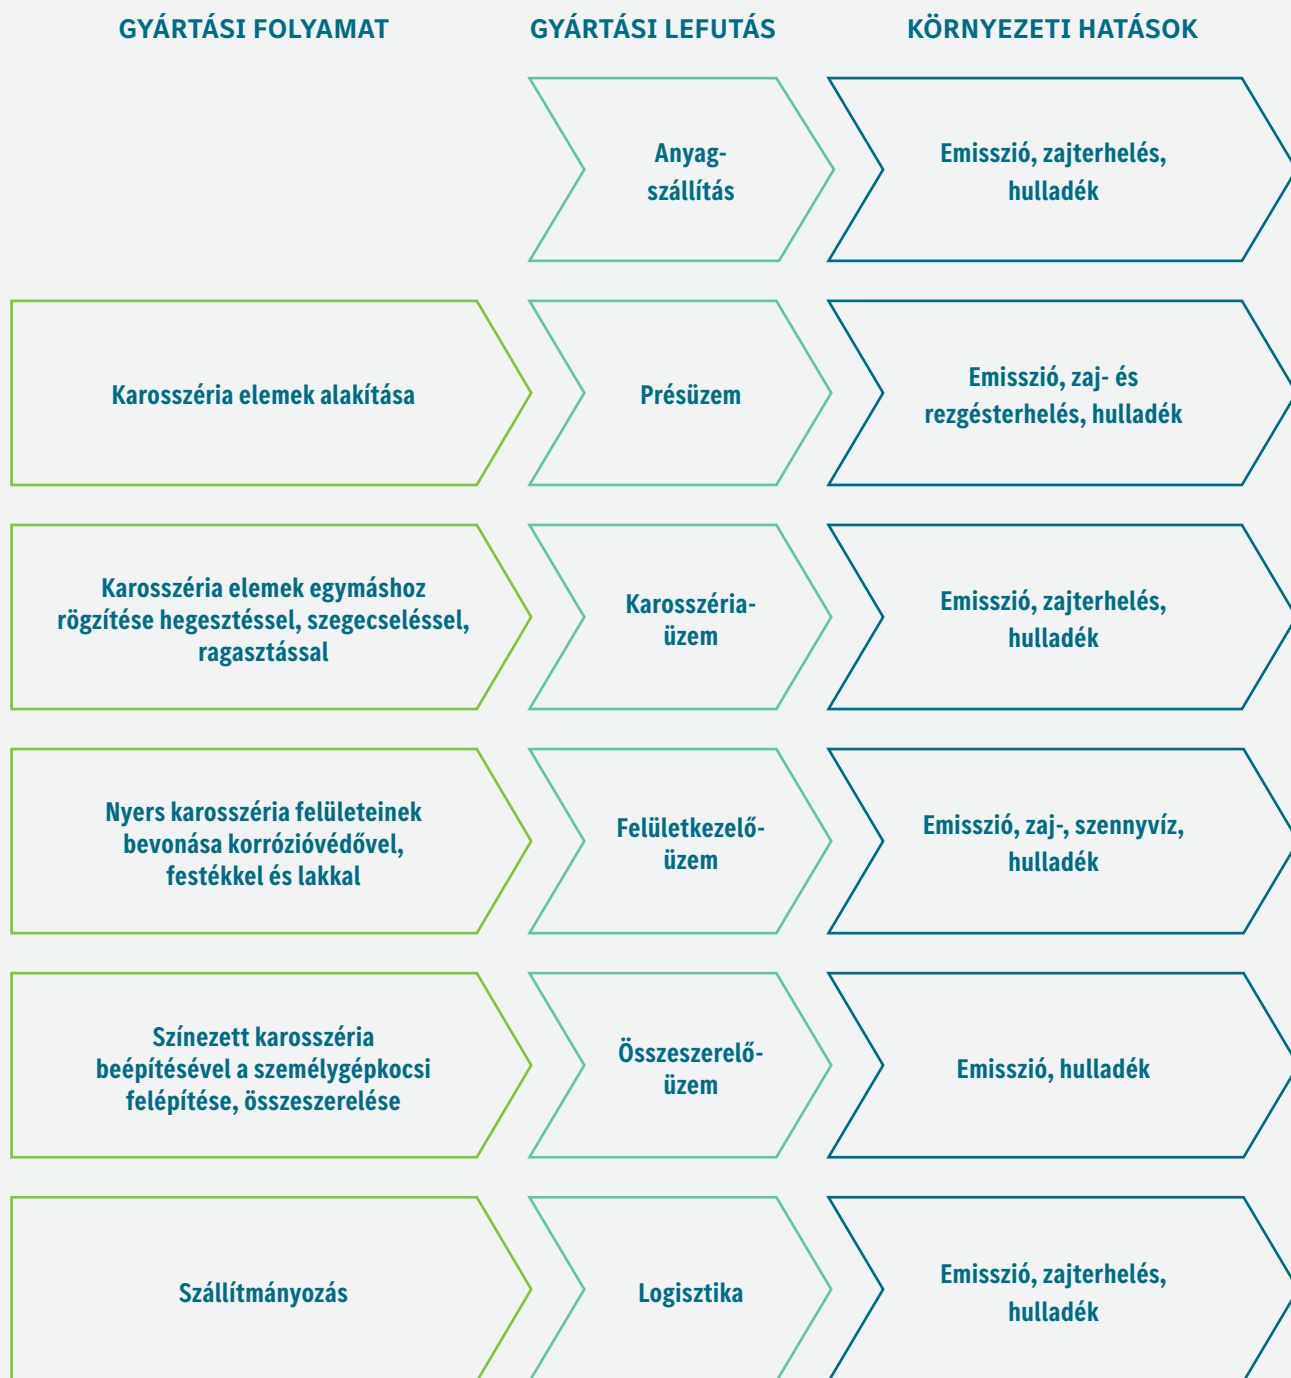 GYÁRTÁSI FOLYAMAT
GYÁRTÁSI LEFUTÁS
KÖRNYEZETI HATÁSOK
Anyag-
szállítás
Emisszió, zajterhelés,
hulladék
Karosszéria elemek alakítása
Présüzem
Emisszió, zaj- és
rezgésterhelés, hulladék
Karosszéria elemek egymáshoz
rögzítése hegesztéssel, szegecseléssel,
ragasztással
Karosszéria-
üzem
Emisszió, zajterhelés,
hulladék
Nyers karosszéria felületeinek
bevonása korrózióvédővel,
festékkel és lakkal
Felületkezelő-
üzem
Emisszió, zaj-, szennyvíz,
hulladék
Színezett karosszéria
beépítésével a személygépkocsi
felépítése, összeszerelése
Összeszerelő-
üzem
Emisszió, hulladék
Szállítmányozás
Logisztika
Emisszió, zajterhelés,
hulladék